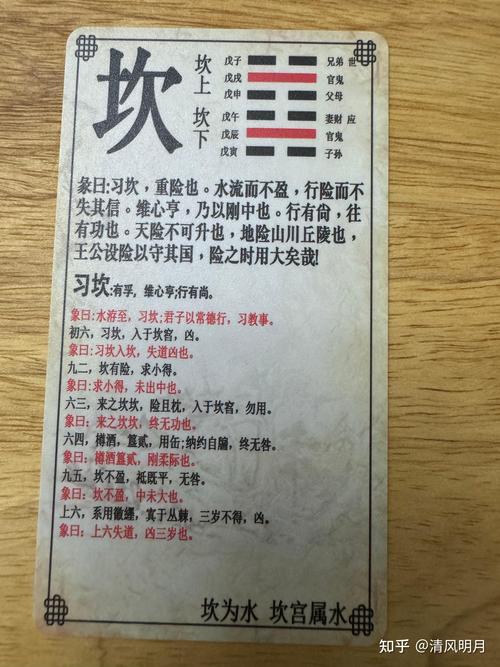 坎
坎上 坎下
戊子 兄弟 世
戊戌 官鬼
戊申 父母
戊午 妻财 应
戊辰 官鬼
戊寅 子孙
象曰:习坎，重险也。水流而不盈，行险而不
失其信。维心亨，乃以刚中也。行有尙，往
有功也。天险不可升也，地险山川丘陵也，
王公设险以守其国，险之时用大矣哉!
习坎:有孚，维心亨;行有尚。
象曰:水洊至，习坎;君子以常德行，习教事。
初六，习坎，入于坎窞，凶。
象曰:习坎入坎，失道凶也。
九二，坎有险，求小得。
象曰:求小得，未出中也。
六三，来之坎坎，险且枕，入于坎窞，勿用。
象曰：来之坎坎，终无功也。
六四，樽酒，簋贰，用缶;纳约自牖，终无咎。
象曰：樽酒簋贰，刚柔际也。
九五，坎不盈，祗既平，无咎。
象曰：坎不盈，中未大也。
上六，系用徽纆，寘于丛棘，三岁不得，凶。
象曰：上六失道，凶三岁也。
坎为水 坎宫属水
知乎 @清风明月